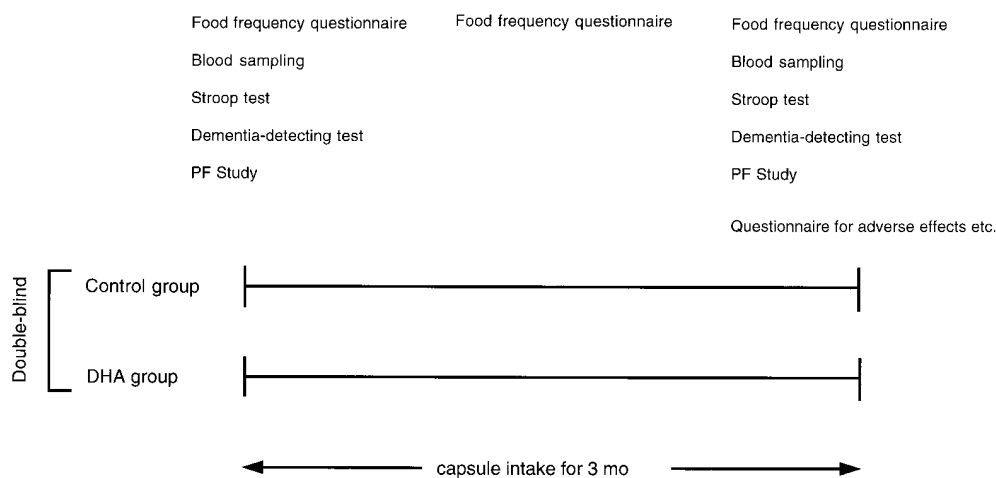 Food frequency questionnaire
Blood sampling
Stroop test
Dementia-detecting test
PF Study
Food frequency questionnaire
Food frequency questionnaire
Blood sampling
Stroop test
Dementia-detecting test
PF Study
Questionnaire for adverse effects etc.
Double-blind
Control group
DHA group
capsule intake for 3 mo